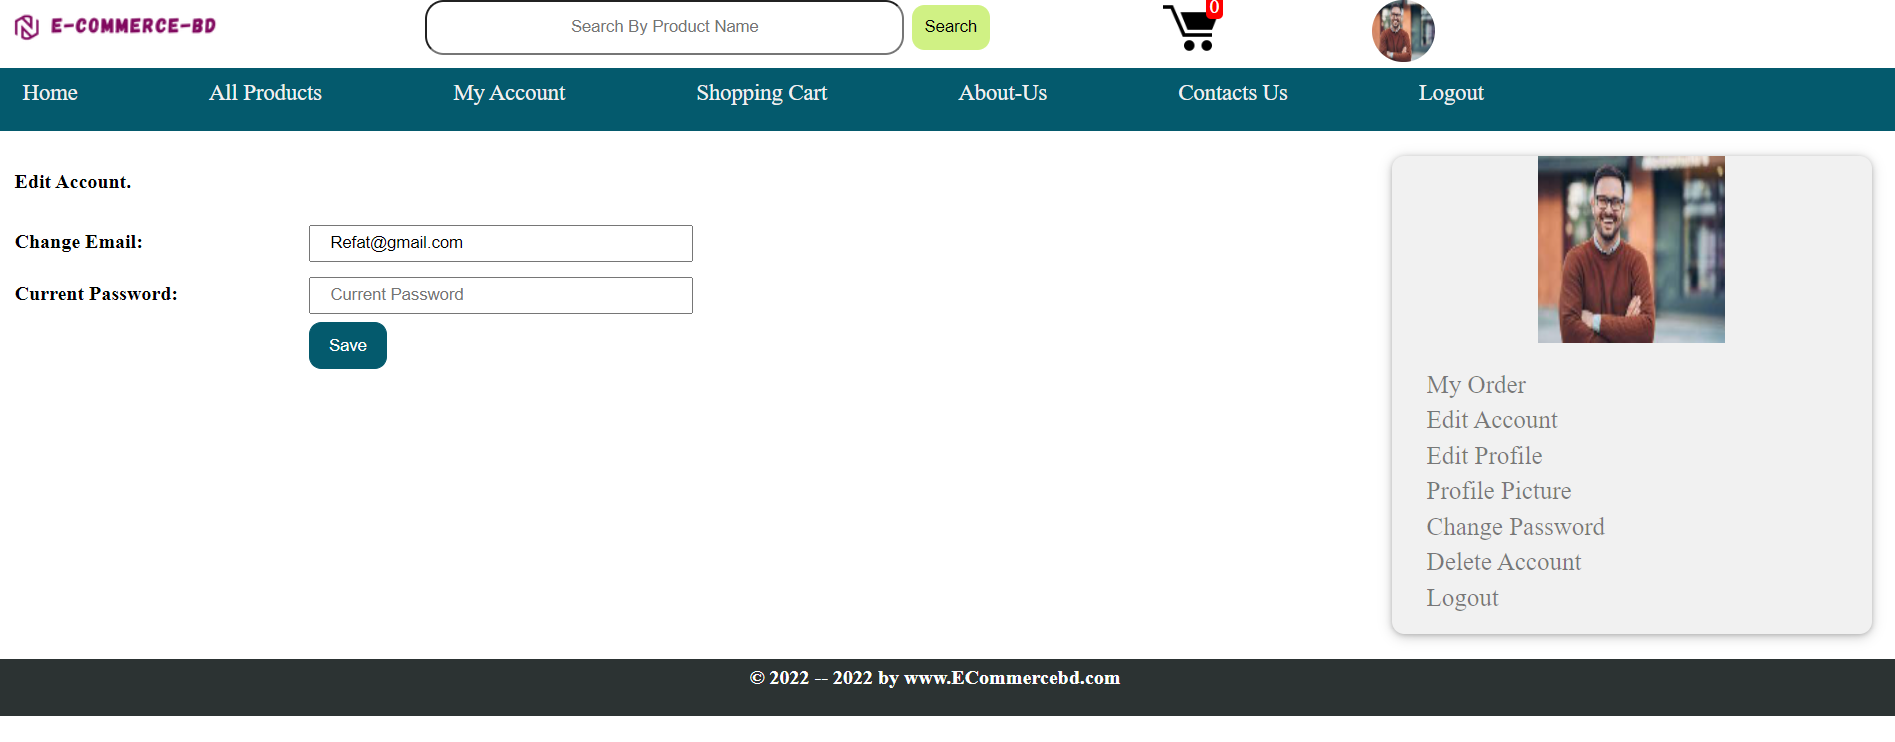 E-COMMERCE-BD
Search By Product Name
Search
0
Home
All Products
My Account
Shopping Cart
About-Us
Contacts Us
Logout
Edit Account.
Change Email:
Refat@gmail.com
Current Password:
Current Password
Save
My Order
Edit Account
Edit Profile
Profile Picture
Change Password
Delete Account
Logout
© 2022 -- 2022 by www.ECommercebd.com